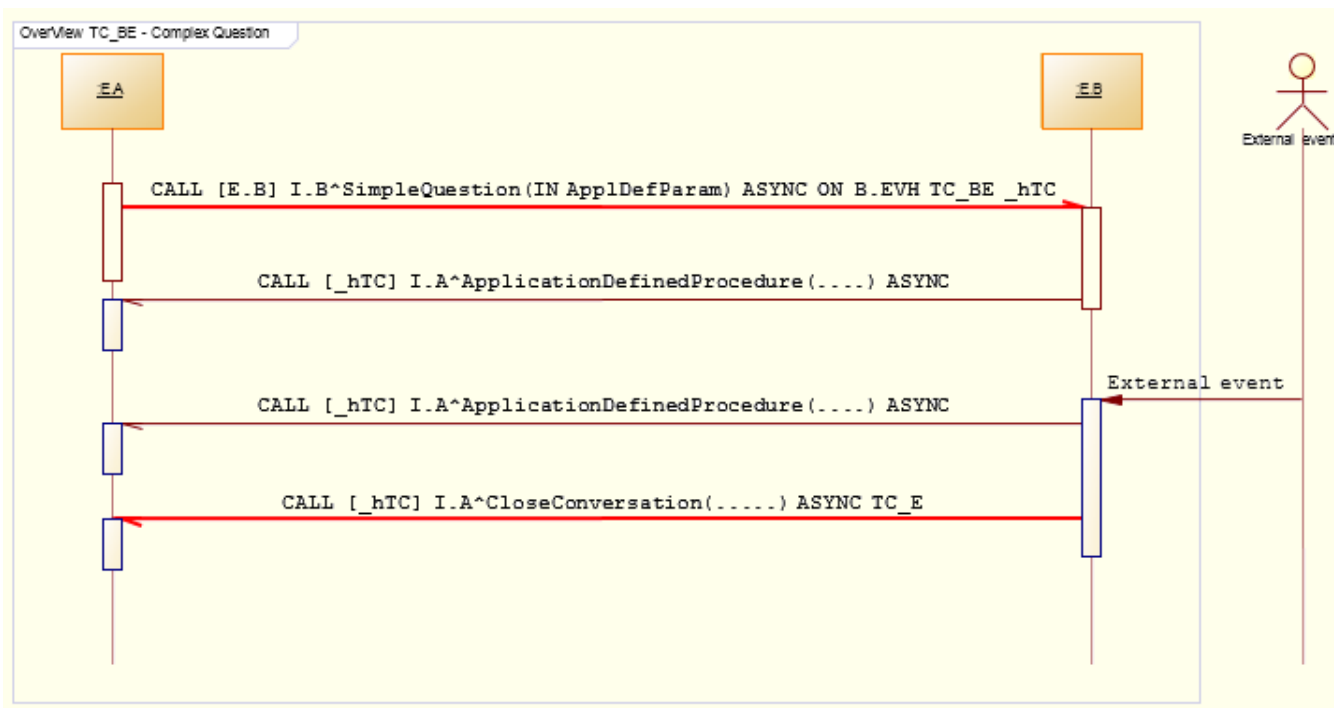 OverView TC_BE - Complex Question
:E.A
:E.B
External event
CALL [E.B] I.B^SimpleQuestion(IN ApplDefParam) ASYNC ON B.EVH TC_BE _hTC
CALL [_hTC] I.A^ApplicationDefinedProcedure(....) ASYNC
External event
CALL [_hTC] I.A^ApplicationDefinedProcedure(....) ASYNC
CALL [_hTC] I.A^CloseConversation(.....) ASYNC TC_E